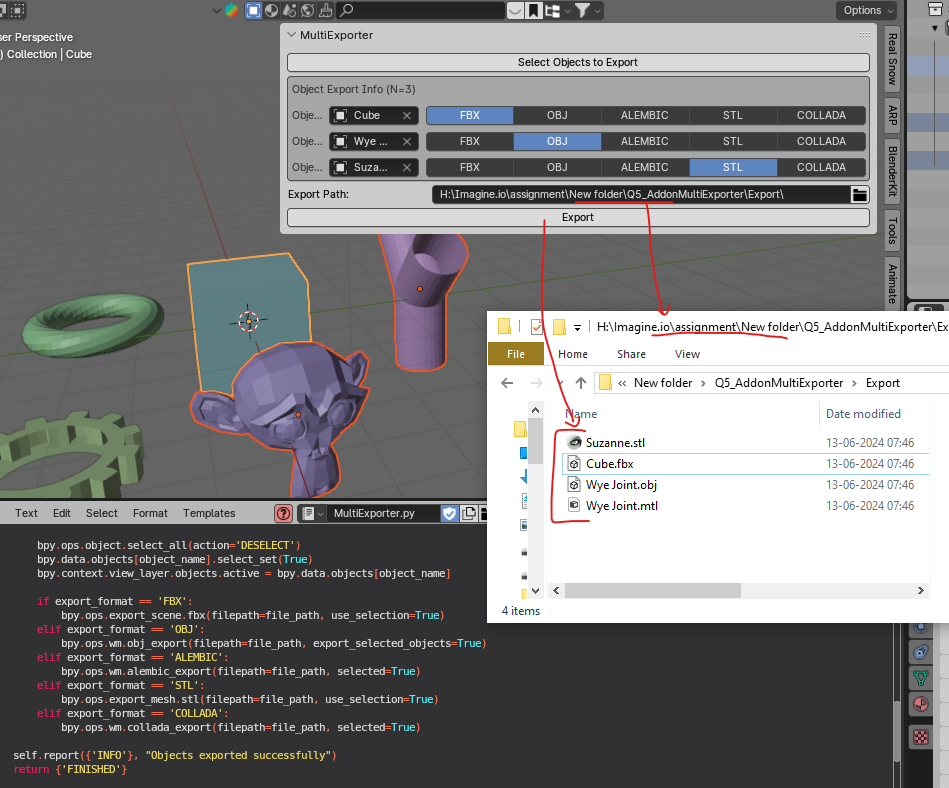 Options
ser Perspective
) Collection | Cube
MultiExporter
Select Objects to Export
Object Export Info (N=3)
Obje... Cube FBX OBJ ALEMBIC STL COLLADA
Obje... Wye ... FBX OBJ ALEMBIC STL COLLADA
Obje... Suza... FBX OBJ ALEMBIC STL COLLADA
Export Path: H:\Imagine.io\assignment\New folder\Q5_AddonMultiExporter\Export\
Export
Real Snow
ARP
BlenderKit
Tools
Animate
H:\Imagine.io\assignment\New folder\Q5_AddonMultiExporter\Ex
File Home Share View
« New folder › Q5_AddonMultiExporter › Export
Name Date modified
Suzanne.stl 13-06-2024 07:46
Cube.fbx 13-06-2024 07:46
Wye Joint.obj 13-06-2024 07:46
Wye Joint.mtl 13-06-2024 07:46
4 items
Text Edit Select Format Templates MultiExporter.py
bpy.ops.object.select_all(action='DESELECT')
bpy.data.objects[object_name].select_set(True)
bpy.context.view_layer.objects.active = bpy.data.objects[object_name]
if export_format == 'FBX':
bpy.ops.export_scene.fbx(filepath=file_path, use_selection=True)
elif export_format == 'OBJ':
bpy.ops.wm.obj_export(filepath=file_path, export_selected_objects=True)
elif export_format == 'ALEMBIC':
bpy.ops.wm.alembic_export(filepath=file_path, selected=True)
elif export_format == 'STL':
bpy.ops.export_mesh.stl(filepath=file_path, use_selection=True)
elif export_format == 'COLLADA':
bpy.ops.wm.collada_export(filepath=file_path, selected=True)
self.report({'INFO'}, "Objects exported successfully")
return {'FINISHED'}